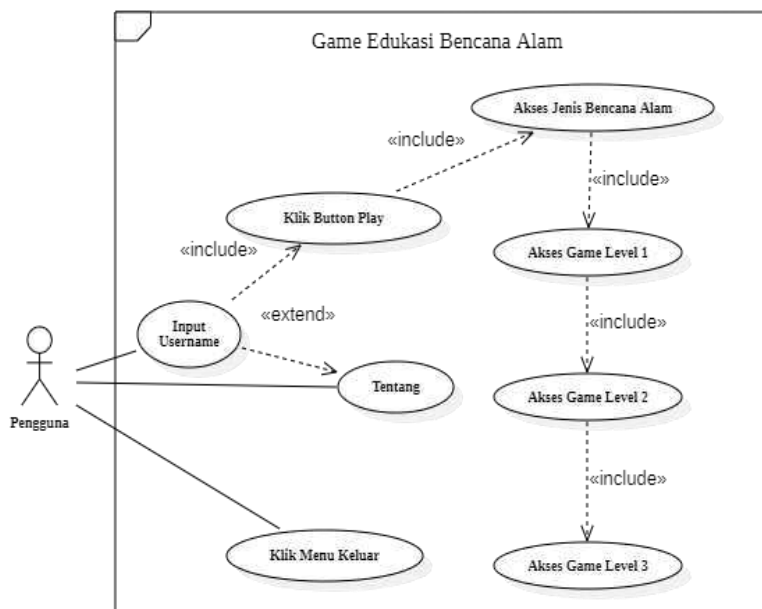 Game Edukasi Bencana Alam
Akses Jenis Bencana Alam
«include»
«include»
Klik Button Play
«include»
Akses Game Level 1
«extend»
Input
Username
«include»
Tentang
Akses Game Level 2
Pengguna
«include»
Klik Menu Keluar
Akses Game Level 3